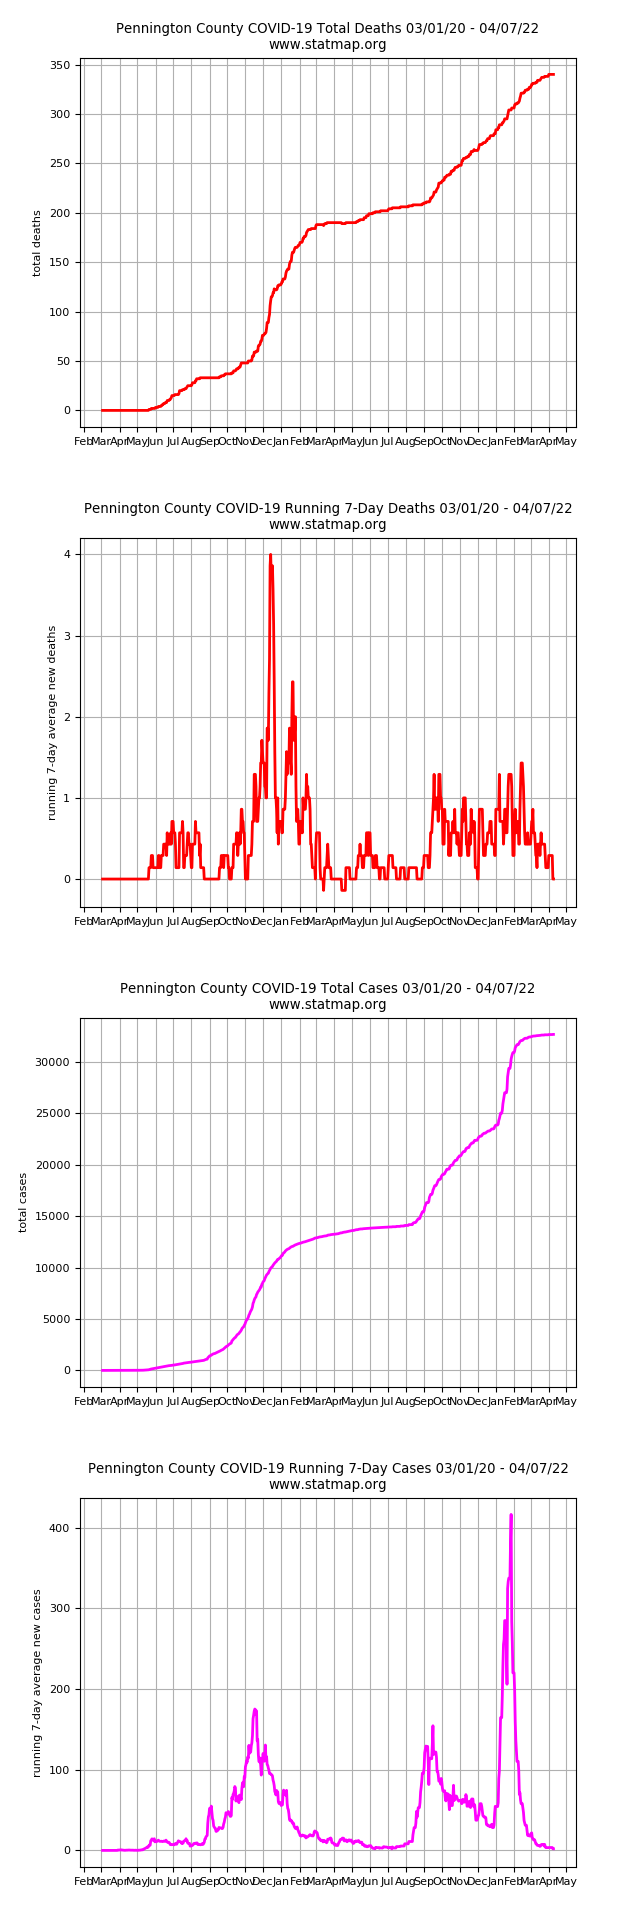 Pennington County COVID-19 Total Deaths 03/01/20 - 04/07/22
www.statmap.org
350
300
250
200
150
100
50
0
total deaths
Feb Mar Apr May Jun Jul Aug Sep Oct Nov Dec Jan Feb Mar Apr May Jun Jul Aug Sep Oct Nov Dec Jan Feb Mar Apr May
Pennington County COVID-19 Running 7-Day Deaths 03/01/20 - 04/07/22
www.statmap.org
4
3
2
1
0
running 7-day average new deaths
Feb Mar Apr May Jun Jul Aug Sep Oct Nov Dec Jan Feb Mar Apr May Jun Jul Aug Sep Oct Nov Dec Jan Feb Mar Apr May
Pennington County COVID-19 Total Cases 03/01/20 - 04/07/22
www.statmap.org
30000
25000
20000
15000
10000
5000
0
total cases
Feb Mar Apr May Jun Jul Aug Sep Oct Nov Dec Jan Feb Mar Apr May Jun Jul Aug Sep Oct Nov Dec Jan Feb Mar Apr May
Pennington County COVID-19 Running 7-Day Cases 03/01/20 - 04/07/22
www.statmap.org
400
300
200
100
0
running 7-day average new cases
Feb Mar Apr May Jun Jul Aug Sep Oct Nov Dec Jan Feb Mar Apr May Jun Jul Aug Sep Oct Nov Dec Jan Feb Mar Apr May